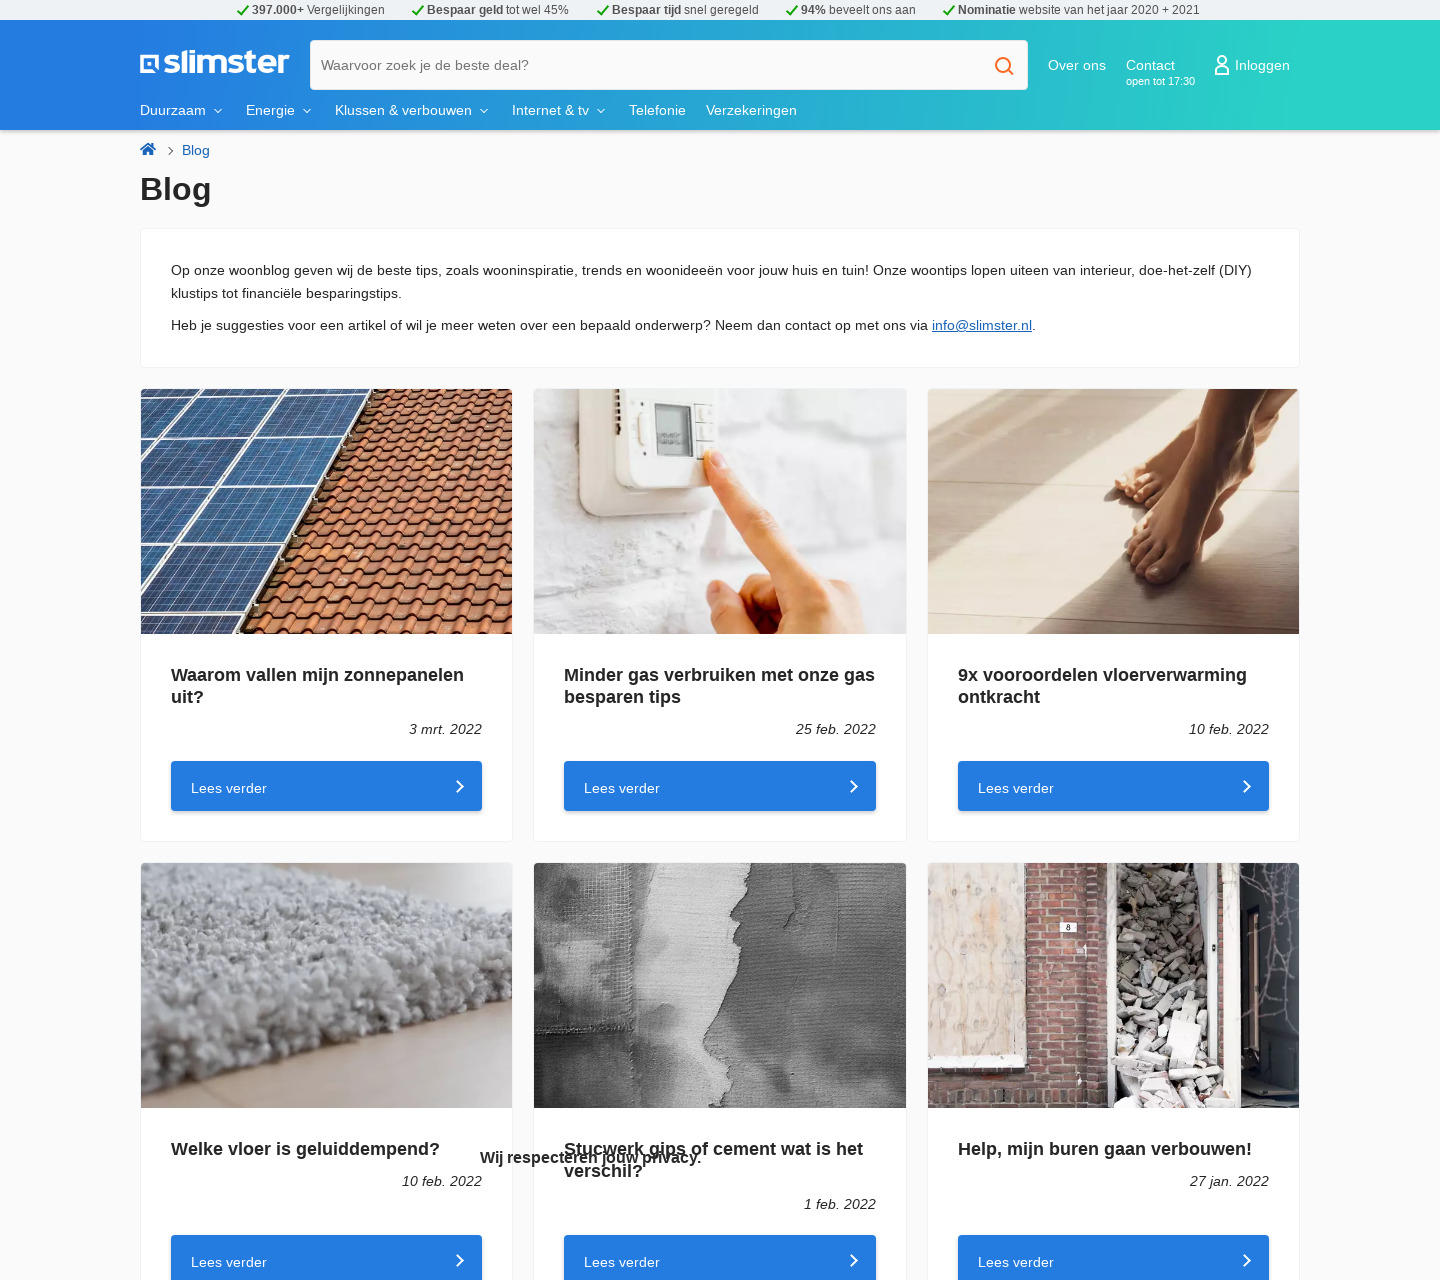 397.000+ Vergelijkingen Bespaar geld tot wel 45% Bespaar tijd snel geregeld 94% beveelt ons aan Nominatie website van het jaar 2020 + 2021
slimster
Waarvoor zoek je de beste deal?
Over ons
Contact
open tot 17:30
Inloggen
Duurzaam Energie Klussen & verbouwen Internet & tv Telefonie Verzekeringen
Blog
Blog
Op onze woonblog geven wij de beste tips, zoals wooninspiratie, trends en woonideeën voor jouw huis en tuin! Onze woontips lopen uiteen van interieur, doe-het-zelf (DIY)
klustips tot financiële besparingstips.
Heb je suggesties voor een artikel of wil je meer weten over een bepaald onderwerp? Neem dan contact op met ons via info@slimster.nl.
Waarom vallen mijn zonnepanelen
uit?
3 mrt. 2022
Lees verder
Minder gas verbruiken met onze gas
besparen tips
25 feb. 2022
Lees verder
9x vooroordelen vloerverwarming
ontkracht
10 feb. 2022
Lees verder
8
Welke vloer is geluiddempend?
10 feb. 2022
Lees verder
Stucwerk gips of cement wat is het
verschil?
1 feb. 2022
Lees verder
Help, mijn buren gaan verbouwen!
27 jan. 2022
Lees verder
Wij respecteren jouw privacy.